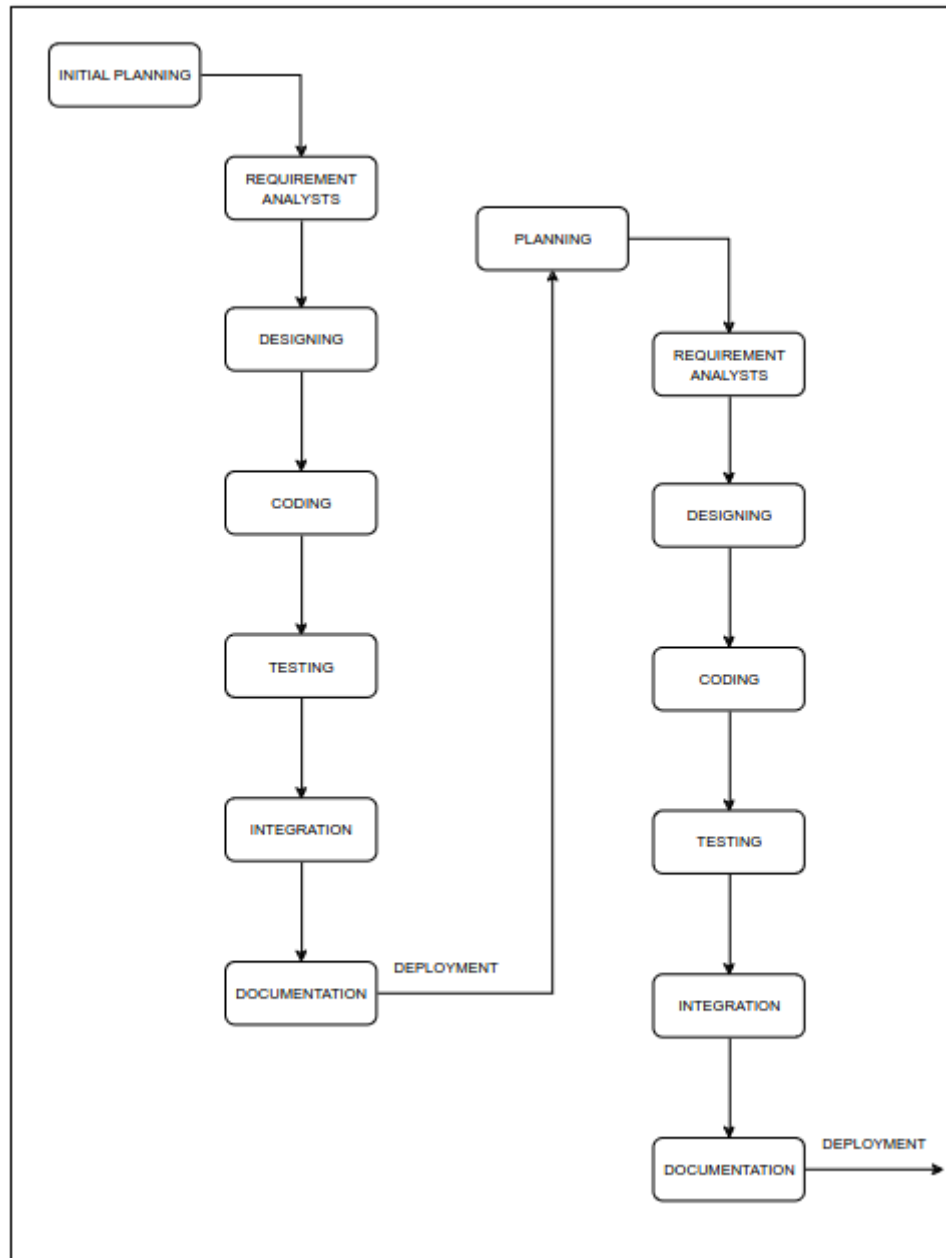 INITIAL PLANNING
REQUIREMENT
ANALYSTS
DESIGNING
CODING
TESTING
INTEGRATION
DOCUMENTATION
DEPLOYMENT
PLANNING
REQUIREMENT
ANALYSTS
DESIGNING
CODING
TESTING
INTEGRATION
DOCUMENTATION
DEPLOYMENT